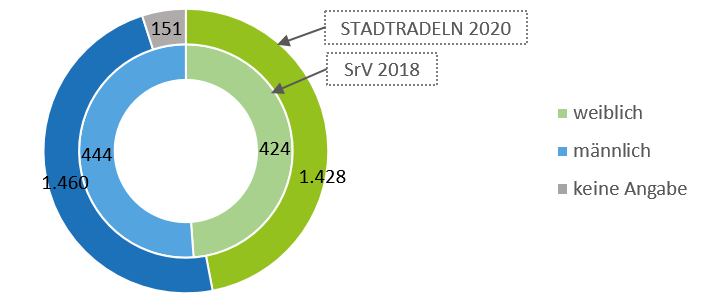 151
STADTRADELN 2020
SrV 2018
weiblich
444
424
männlich
1.460
1.428
keine Angabe